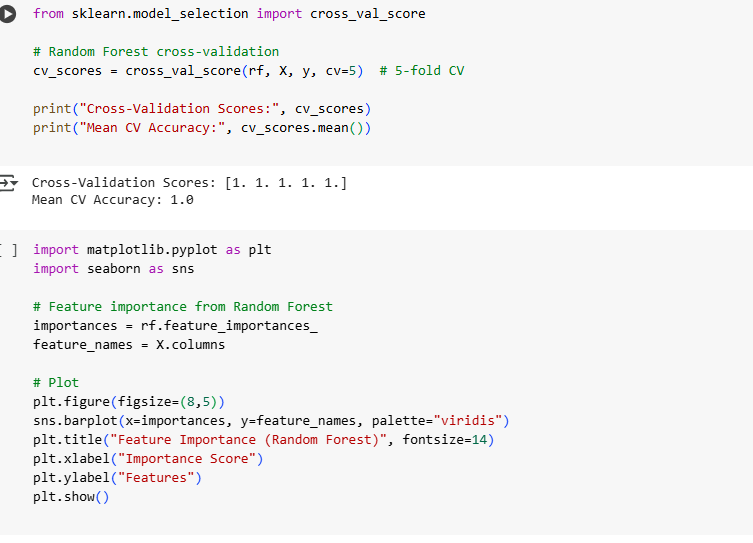 from sklearn.model_selection import cross_val_score
# Random Forest cross-validation
cv_scores = cross_val_score(rf, X, y, cv=5)  # 5-fold CV
print("Cross-Validation Scores:", cv_scores)
print("Mean CV Accuracy:", cv_scores.mean())
Cross-Validation Scores: [1. 1. 1. 1. 1.]
Mean CV Accuracy: 1.0
[ ] import matplotlib.pyplot as plt
import seaborn as sns
# Feature importance from Random Forest
importances = rf.feature_importances_
feature_names = X.columns
# Plot
plt.figure(figsize=(8,5))
sns.barplot(x=importances, y=feature_names, palette="viridis")
plt.title("Feature Importance (Random Forest)", fontsize=14)
plt.xlabel("Importance Score")
plt.ylabel("Features")
plt.show()